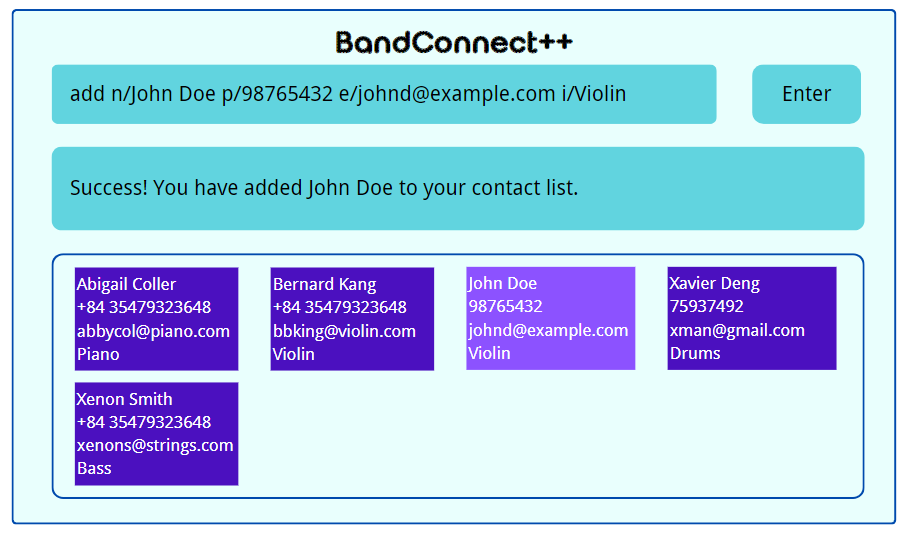 BandConnect++
add n/John Doe p/98765432 e/johnd@example.com i/Violin
Enter
Success! You have added John Doe to your contact list.
Abigail Coller
+84 35479323648
abbycol@piano.com
Piano
Bernard Kang
+84 35479323648
bbking@violin.com
Violin
John Doe
98765432
johnd@example.com
Violin
Xavier Deng
75937492
xman@gmail.com
Drums
Xenon Smith
+84 35479323648
xenons@strings.com
Bass